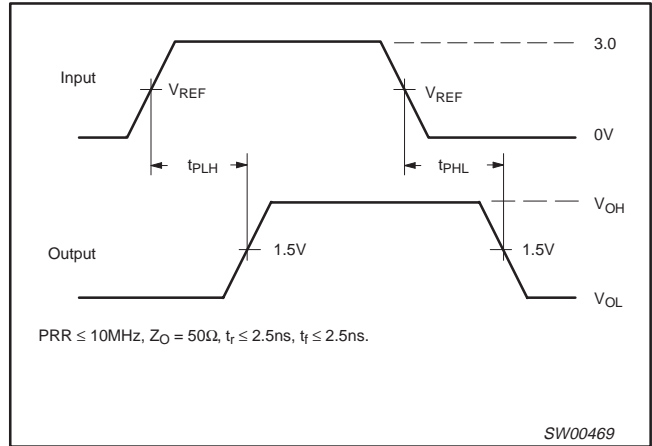 3.0
Input
VREF
VREF
0V
tPLH
tPHL
VOH
Output
1.5V
1.5V
VOL
PRR ≤ 10MHz, ZO = 50Ω, tr ≤ 2.5ns, tf ≤ 2.5ns.
SW00469